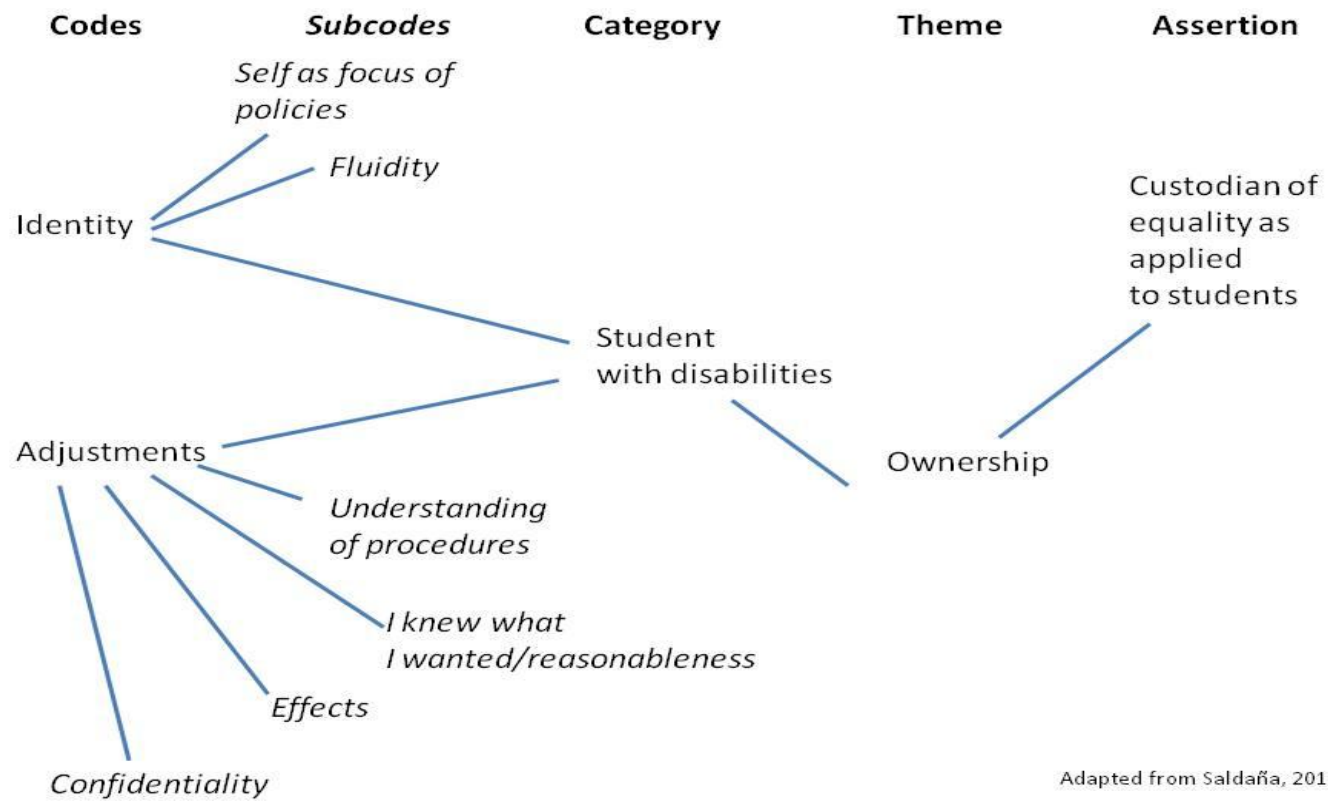 Codes Subcodes Category Theme Assertion
Self as focus of
policies
Fluidity
Identity
Custodian of
equality as
applied
to students
Student
with disabilities
Adjustments
Ownership
Understanding
of procedures
I knew what
I wanted/reasonableness
Effects
Confidentiality
Adapted from Saldaña, 201